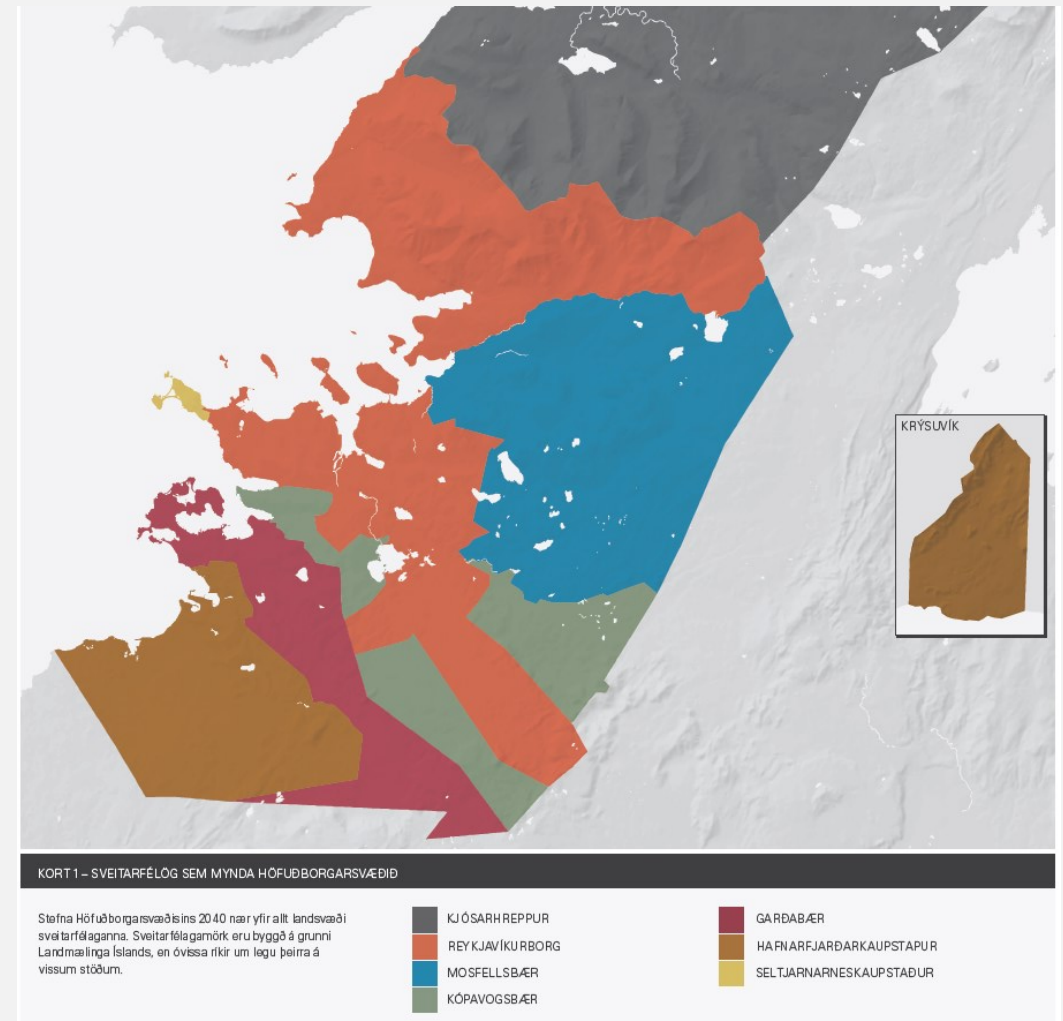 KRÝSUVÍK
KORT 1 – SVEITARFÉLÖG SEM MYNDA HÖFUÐBORGARSVÆÐIÐ
Stefna Höfuðborgarsvæðisins 2040 nær yfir allt landsvæði
sveitarfélaganna. Sveitarfélagamörk eru byggð á grunni
Landmælinga Íslands, en óvissa ríkir um legu þeirra á
vissum stöðum.
KJÓSARHREPPUR
REYKJAVÍKURBORG
MOSFELLSBÆR
KÓPAVOGSBÆR
GARÐABÆR
HAFNARFJARÐARKAUPSTAPUR
SELTJARNARNESKAUPSTAÐUR